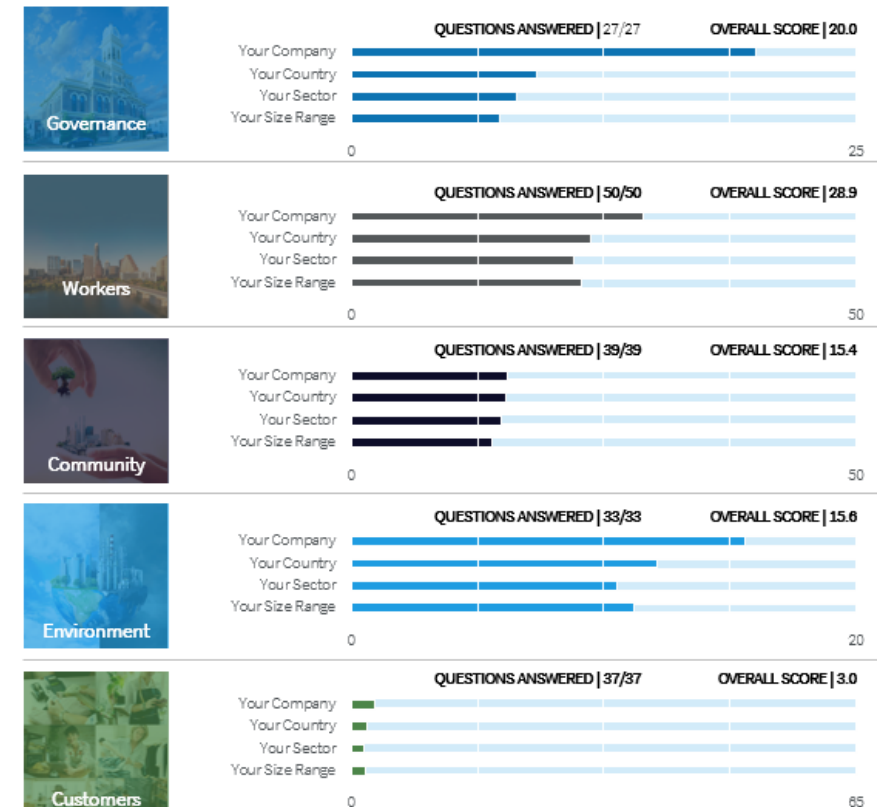 QUESTIONS ANSWERED | 27/27 OVERALL SCORE | 20.0
Your Company
Your Country
Your Sector
Your Size Range
Governance
0 25
QUESTIONS ANSWERED | 50/50 OVERALL SCORE | 28.9
Your Company
Your Country
Your Sector
Your Size Range
Workers
0 50
QUESTIONS ANSWERED | 39/39 OVERALL SCORE | 15.4
Your Company
Your Country
Your Sector
Your Size Range
Community
0 50
QUESTIONS ANSWERED | 33/33 OVERALL SCORE | 15.6
Your Company
Your Country
Your Sector
Your Size Range
Environment
0 20
QUESTIONS ANSWERED | 37/37 OVERALL SCORE | 3.0
Your Company
Your Country
Your Sector
Your Size Range
Customers
0 65